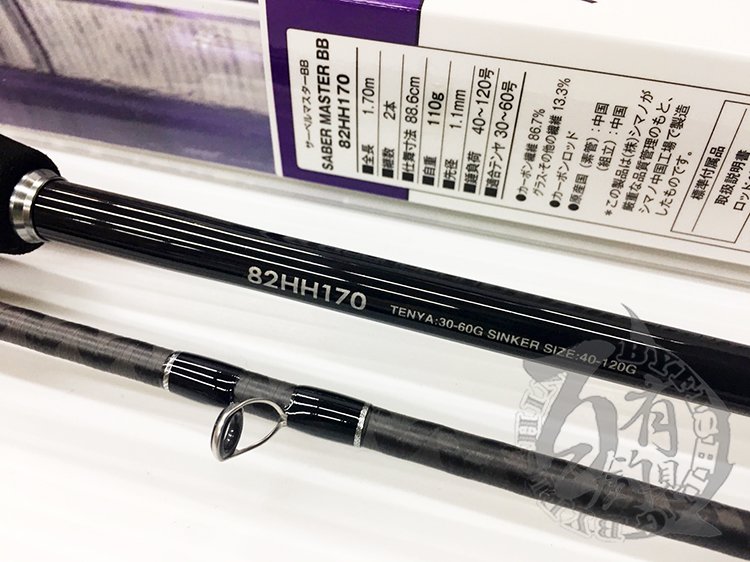 サーベルマスターBB
SABER MASTER BB
82HH170
■全長 1.70m
■継数 2本
■仕舞寸法 88.6cm
■自重 110g
■先径 1.1mm
■錘負荷 40~120号
■適合テンヤ 30~60号
●カーボン繊維 86.7%
グラス・その他の繊維 13.3%
●カーボンロッド
●原産国 (素管):中国
(組立):中国
*この製品は(株)シマノが
厳重な品質管理のもと、
シマノ中国工場で製造
したものです。
標準付属品
取扱説明書
82HH170
TENYA:30-60G SINKER SIZE:40-120G